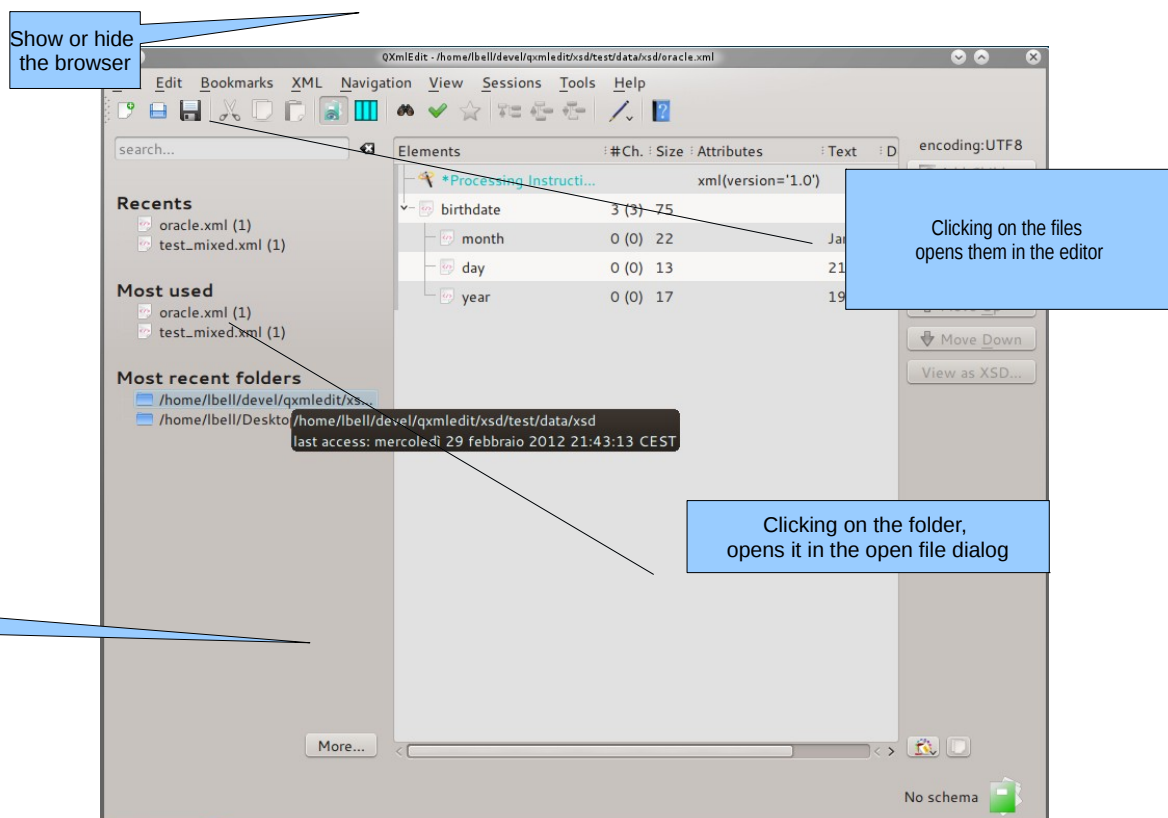 Show or hide
the browser
QXmlEdit - /home/lbell/devel/qxmledit/xsd/test/data/xsd/oracle.xml
Edit Bookmarks XML Navigation View Sessions Tools Help
search...
Elements #Ch. Size Attributes Text D
encoding:UTF8
*Processing Instructi... xml(version='1.0')
birthdate 3 (3) 75
month 0 (0) 22
day 0 (0) 13 21
year 0 (0) 17 19
Recents
oracle.xml (1)
test_mixed.xml (1)
Most used
oracle.xml (1)
test_mixed.xml (1)
Most recent folders
/home/lbell/devel/qxmledit/xs...
/home/lbell/Deskto
/home/lbell/devel/qxmledit/xsd/test/data/xsd
last access: mercoledì 29 febbraio 2012 21:43:13 CEST
Clicking on the files
opens them in the editor
Move Down
View as XSD...
Clicking on the folder,
opens it in the open file dialog
More...
No schema